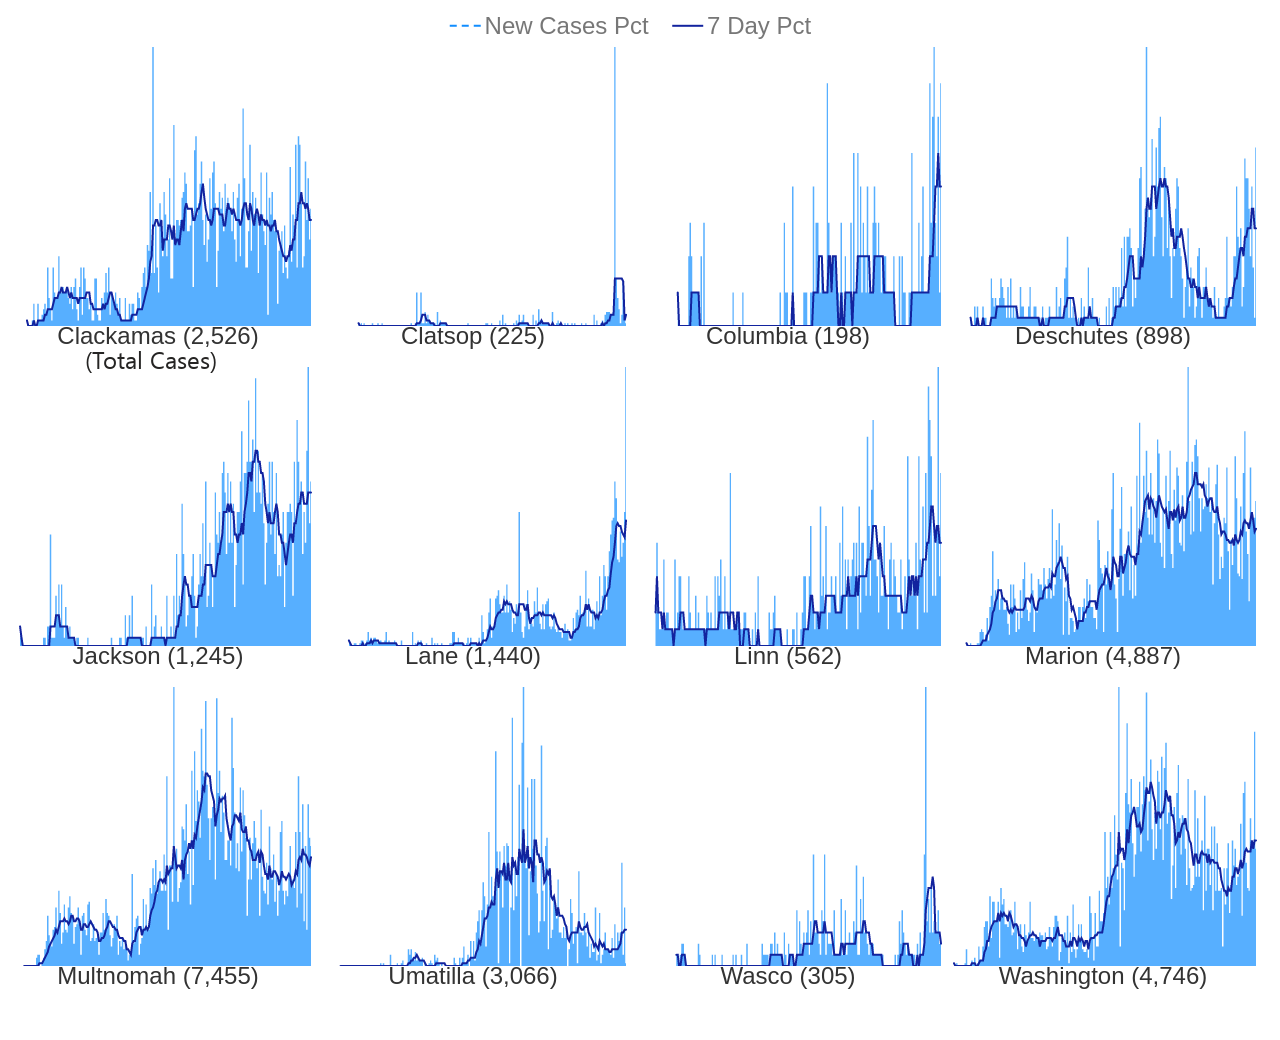 New Cases Pct 7 Day Pct
Clackamas (2,526) Clatsop (225) Columbia (198) Deschutes (898)
(Total Cases)
Jackson (1,245) Lane (1,440) Linn (562) Marion (4,887)
Multnomah (7,455) Umatilla (3,066) Wasco (305) Washington (4,746)